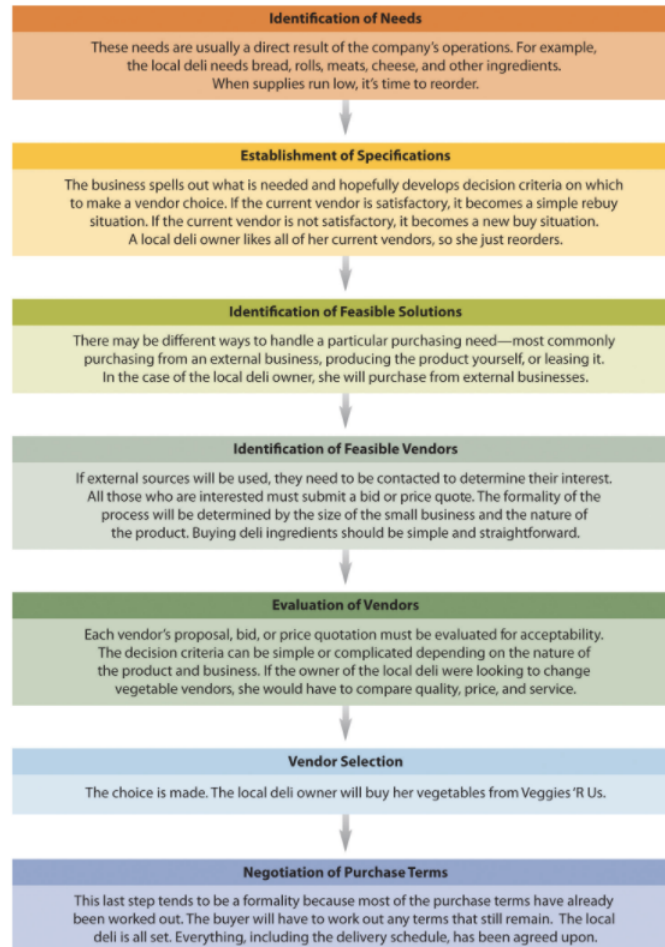 Identification of Needs
These needs are usually a direct result of the company's operations. For example,
the local deli needs bread, rolls, meats, cheese, and other ingredients.
When supplies run low, it's time to reorder.
Establishment of Specifications
The business spells out what is needed and hopefully develops decision criteria on which
to make a vendor choice. If the current vendor is satisfactory, it becomes a simple rebuy
situation. If the current vendor is not satisfactory, it becomes a new buy situation.
A local deli owner likes all of her current vendors, so she just reorders.
Identification of Feasible Solutions
There may be different ways to handle a particular purchasing need—most commonly
purchasing from an external business, producing the product yourself, or leasing it.
In the case of the local deli owner, she will purchase from external businesses.
Identification of Feasible Vendors
If external sources will be used, they need to be contacted to determine their interest.
All those who are interested must submit a bid or price quote. The formality of the
process will be determined by the size of the small business and the nature of
the product. Buying deli ingredients should be simple and straightforward.
Evaluation of Vendors
Each vendor's proposal, bid, or price quotation must be evaluated for acceptability.
The decision criteria can be simple or complicated depending on the nature of
the product and business. If the owner of the local deli were looking to change
vegetable vendors, she would have to compare quality, price, and service.
Vendor Selection
The choice is made. The local deli owner will buy her vegetables from Veggies 'R Us.
Negotiation of Purchase Terms
This last step tends to be a formality because most of the purchase terms have already
been worked out. The buyer will have to work out any terms that still remain. The local
deli is all set. Everything, including the delivery schedule, has been agreed upon.